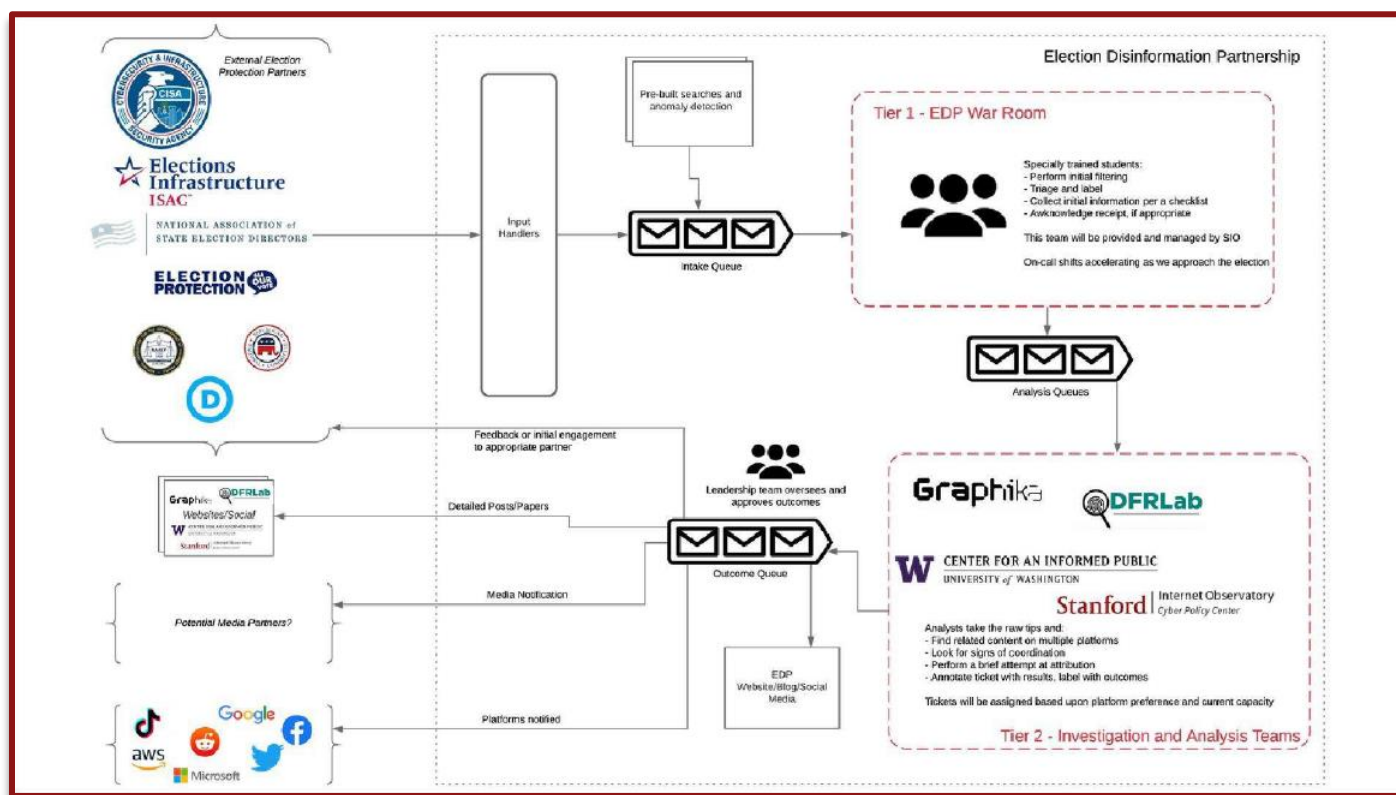 External Election
Protection Partners
CYBERSECURITY & INFRASTRUCTURE
CISA
SECURITY AGENCY
Elections
Infrastructure
ISAC
NATIONAL ASSOCIATION of
STATE ELECTION DIRECTORS
ELECTION
PROTECTION
OUR
VOTE
D
Election Disinformation Partnership
Input
Handlers
Pre-built searches and
anomaly detection
Intake Queue
Tier 1 - EDP War Room
Specially trained students:
- Perform initial filtering
- Triage and label
- Collect initial information per a checklist
- Awknowledge receipt, if appropriate
This team will be provided and managed by SIO
On-call shifts accelerating as we approach the election
Analysis Queues
Graphika
DFRLab
CENTER FOR AN INFORMED PUBLIC
W
UNIVERSITY of WASHINGTON
Stanford
Internet Observatory
Cyber Policy Center
Analysts take the raw tips and:
- Find related content on multiple platforms
- Look for signs of coordination
- Perform a brief attempt at attribution
- Annotate ticket with results, label with outcomes
Tickets will be assigned based upon platform preference and current capacity
Tier 2 - Investigation and Analysis Teams
Leadership team oversees and
approves outcomes
Outcome Queue
EDP
Website/Blog/Social
Media
Feedback or initial engagement
to appropriate partner
Detailed Posts/Papers
Graphika
DFRLab
Websites/Social
W
Stanford
Media Notification
Potential Media Partners?
Platforms notified
Google
aws
Microsoft